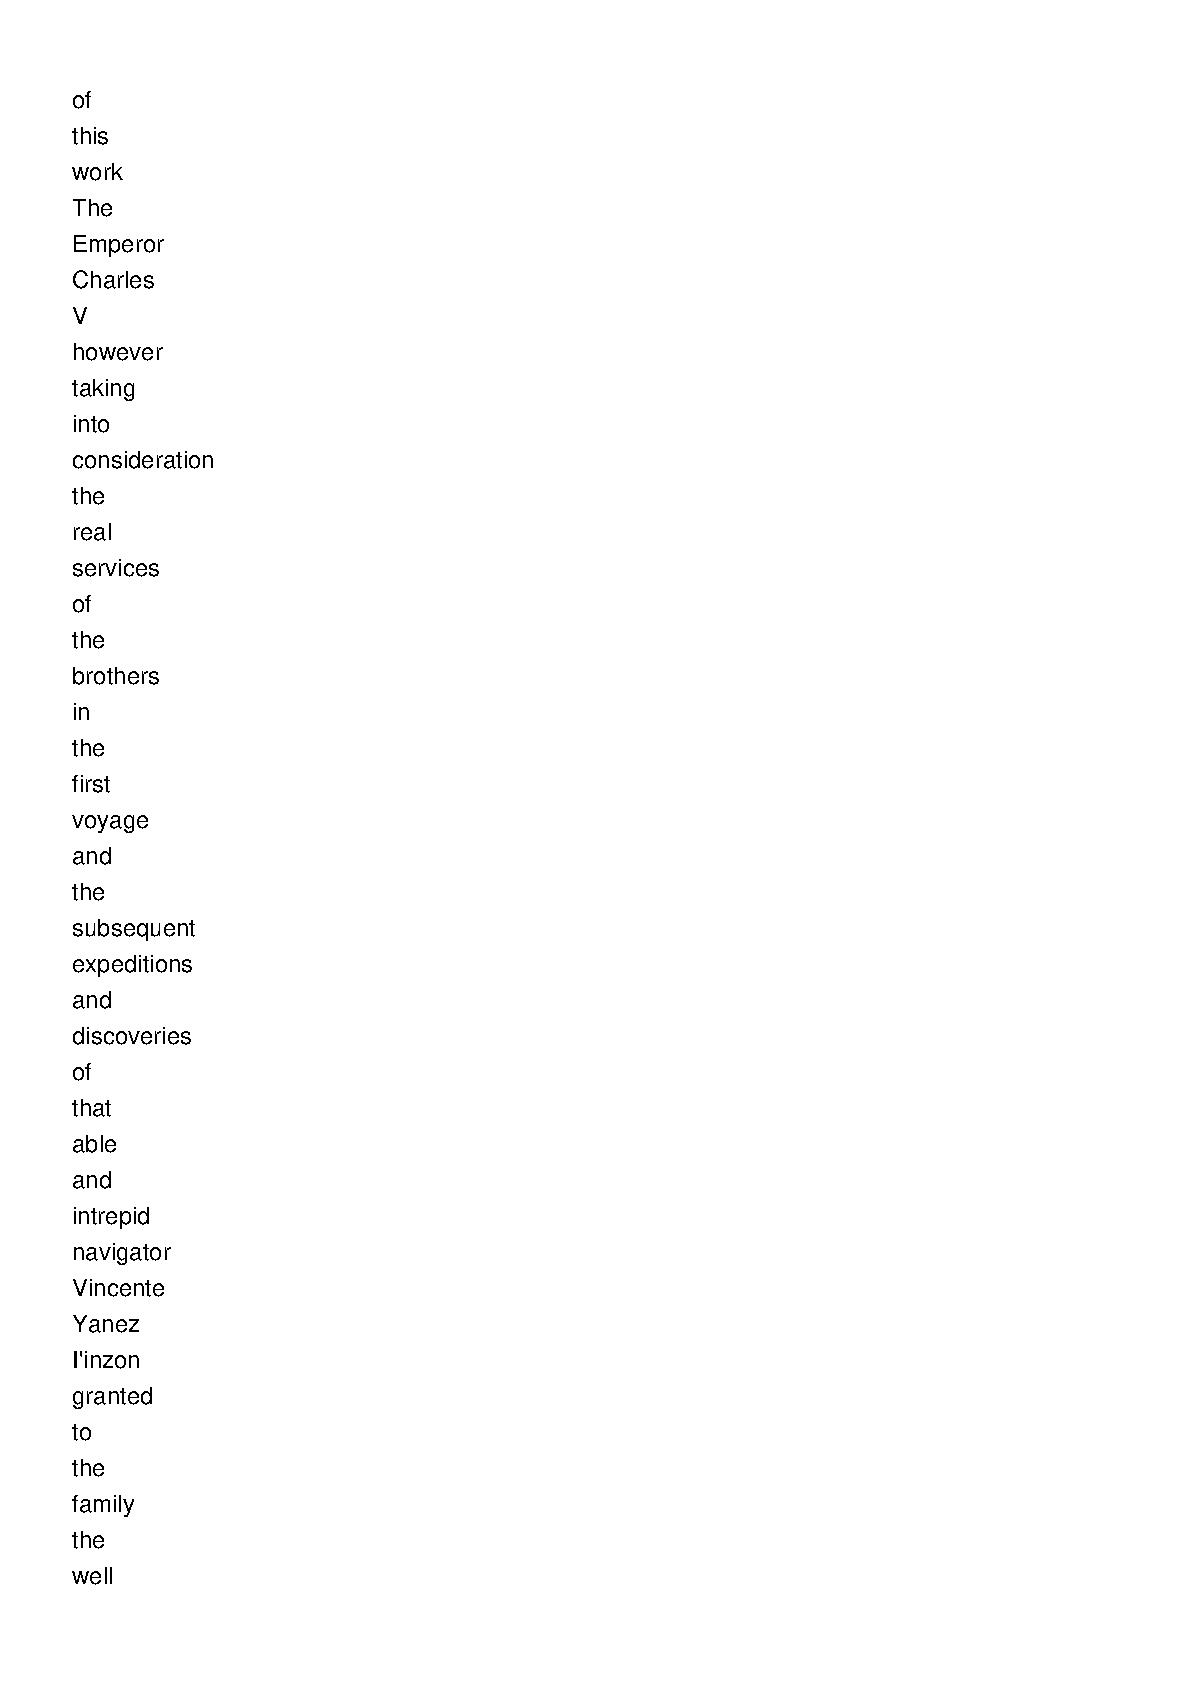 of
this
work
The
Emperor
Charles
V
however
taking
into
consideration
the
real
services
of
the
brothers
in
the
first
voyage
and
the
subsequent
expeditions
and
discoveries
of
that
able
and
intrepid
navigator
Vincente
Yanez
I'inzon
granted
to
the
family
the
well